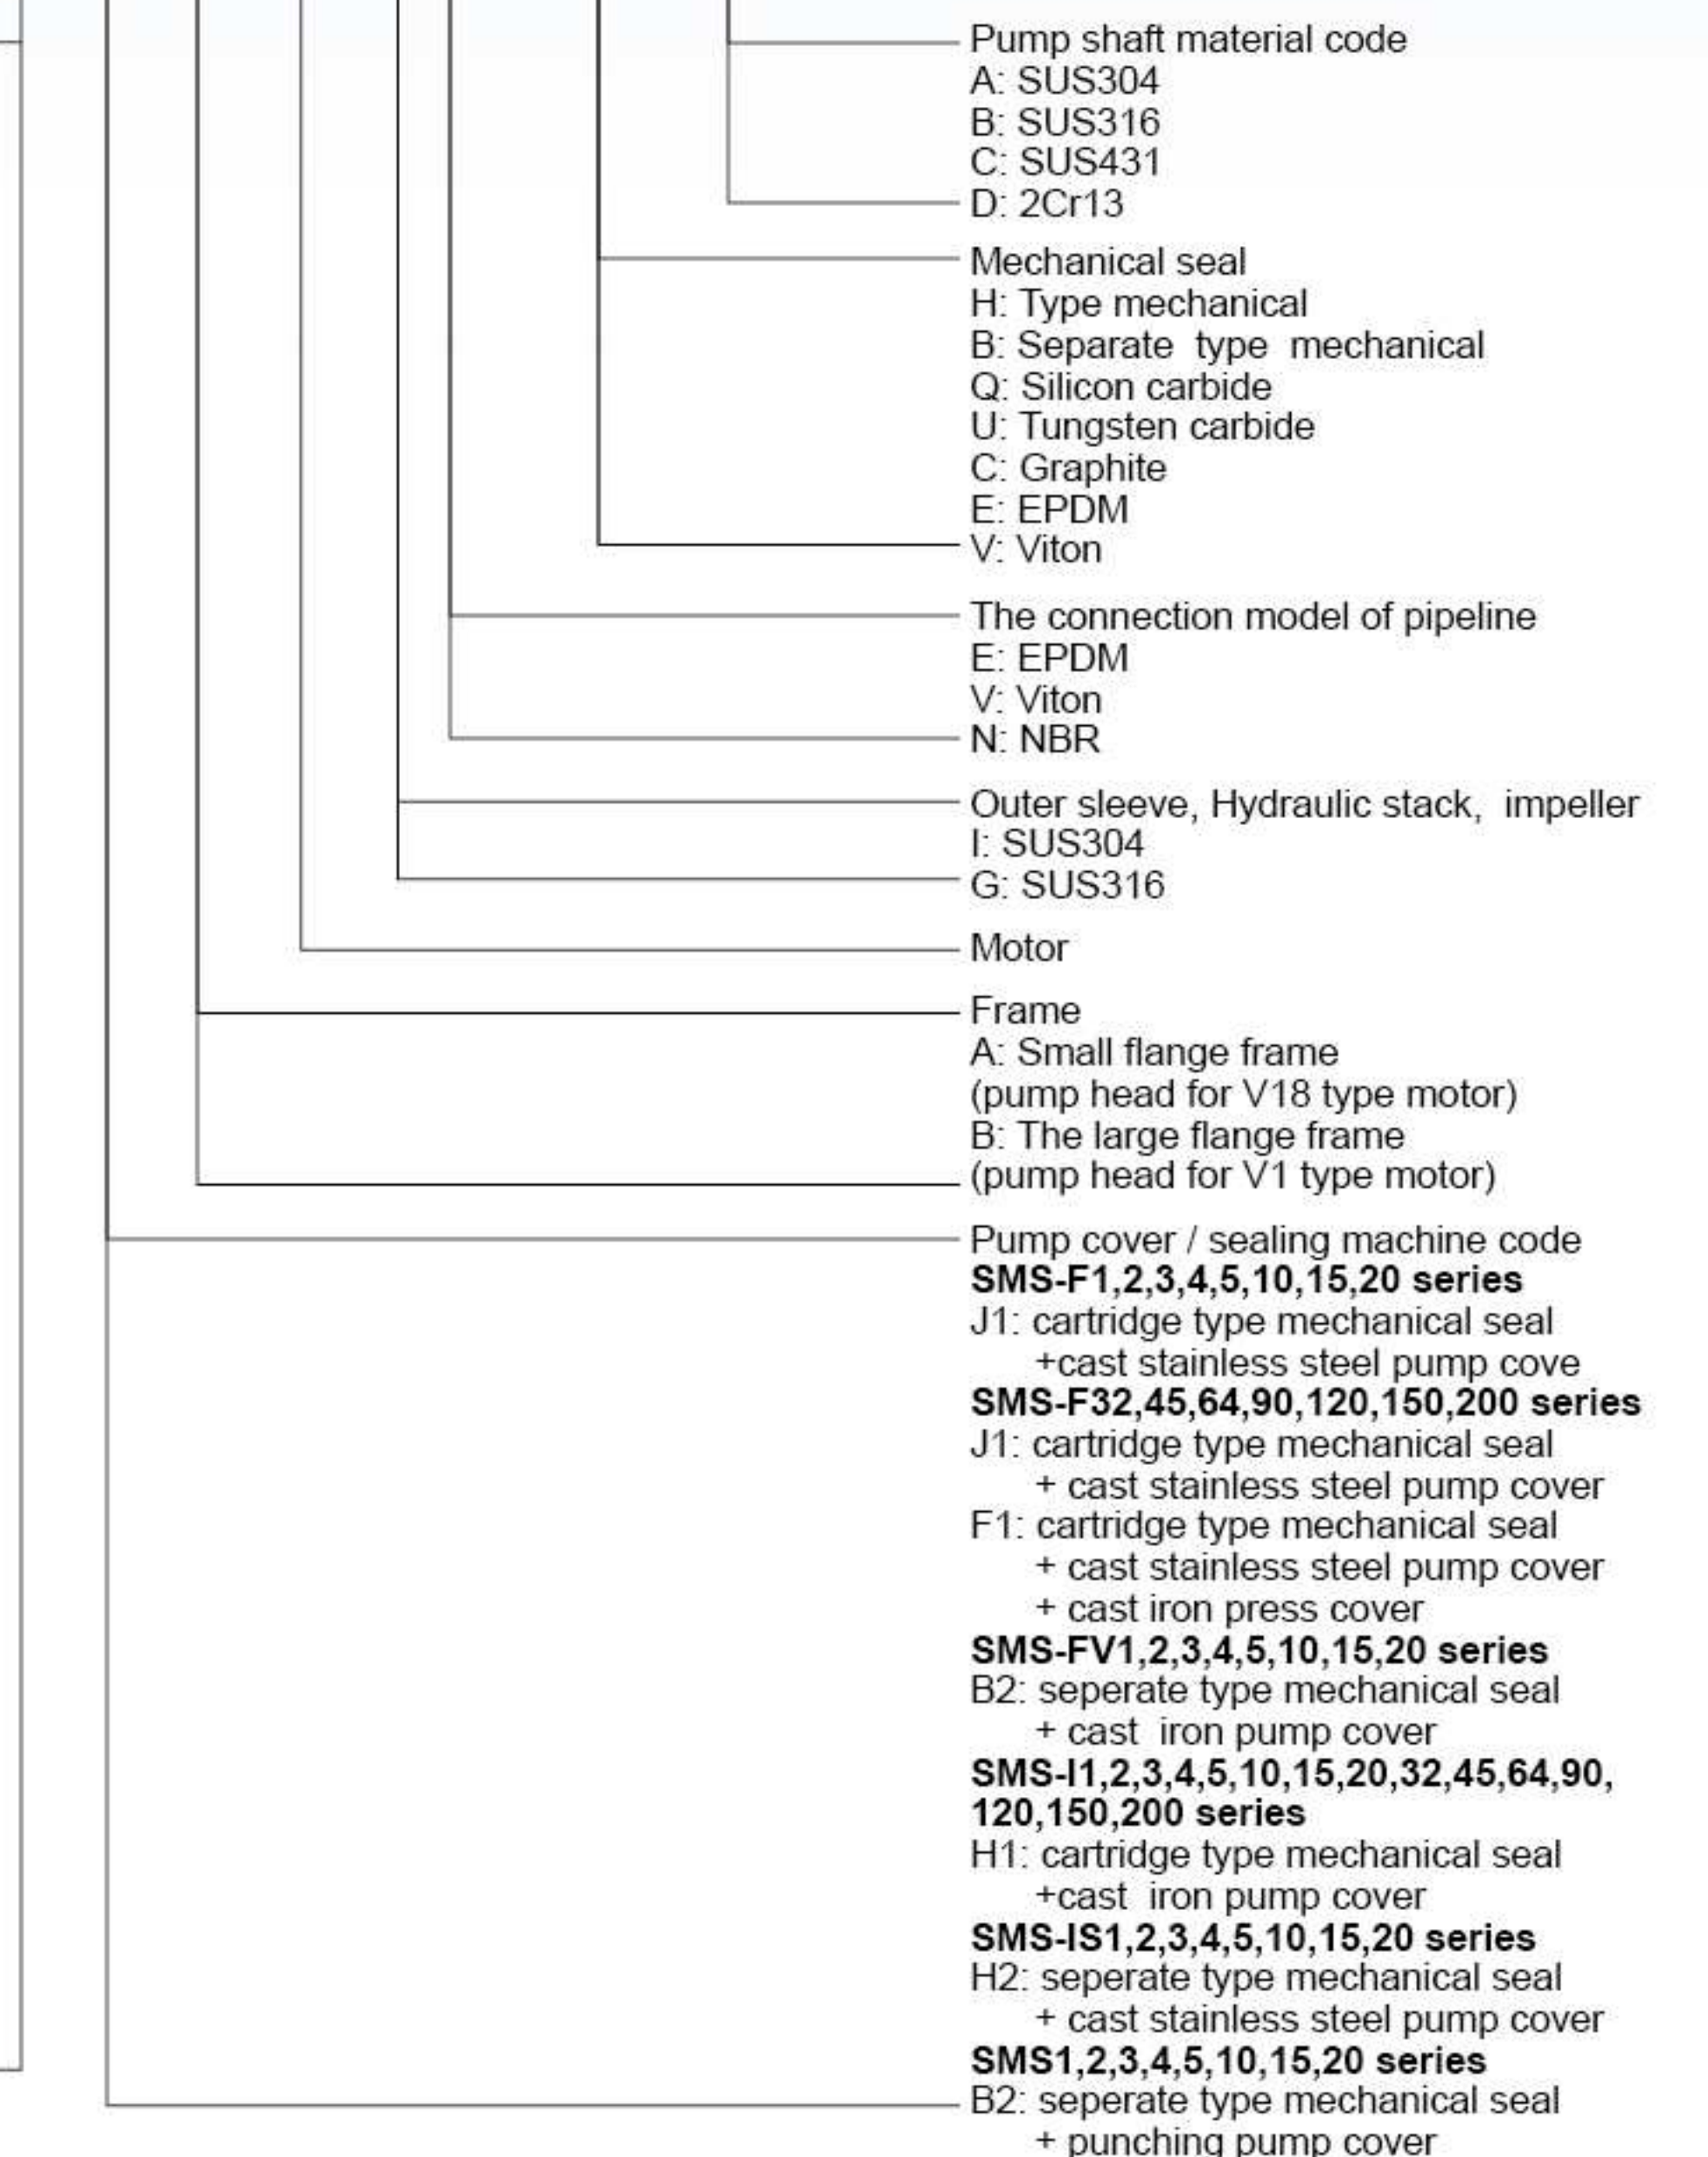 Pump shaft material code
A: SUS304
B: SUS316
C: SUS431
D: 2Cr13
Mechanical seal
H: Type mechanical
B: Separate type mechanical
Q: Silicon carbide
U: Tungsten carbide
C: Graphite
E: EPDM
V: Viton
The connection model of pipeline
E: EPDM
V: Viton
N: NBR
Outer sleeve, Hydraulic stack, impeller
I: SUS304
G: SUS316
Motor
Frame
A: Small flange frame
(pump head for V18 type motor)
B: The large flange frame
(pump head for V1 type motor)
Pump cover / sealing machine code
SMS-F1,2,3,4,5,10,15,20 series
J1: cartridge type mechanical seal
+cast stainless steel pump cove
SMS-F32,45,64,90,120,150,200 series
J1: cartridge type mechanical seal
+ cast stainless steel pump cover
F1: cartridge type mechanical seal
+ cast stainless steel pump cover
+ cast iron press cover
SMS-FV1,2,3,4,5,10,15,20 series
B2: seperate type mechanical seal
+ cast iron pump cover
SMS-I1,2,3,4,5,10,15,20,32,45,64,90,
120,150,200 series
H1: cartridge type mechanical seal
+cast iron pump cover
SMS-IS1,2,3,4,5,10,15,20 series
H2: seperate type mechanical seal
+ cast stainless steel pump cover
SMS1,2,3,4,5,10,15,20 series
B2: seperate type mechanical seal
+ punching pump cover